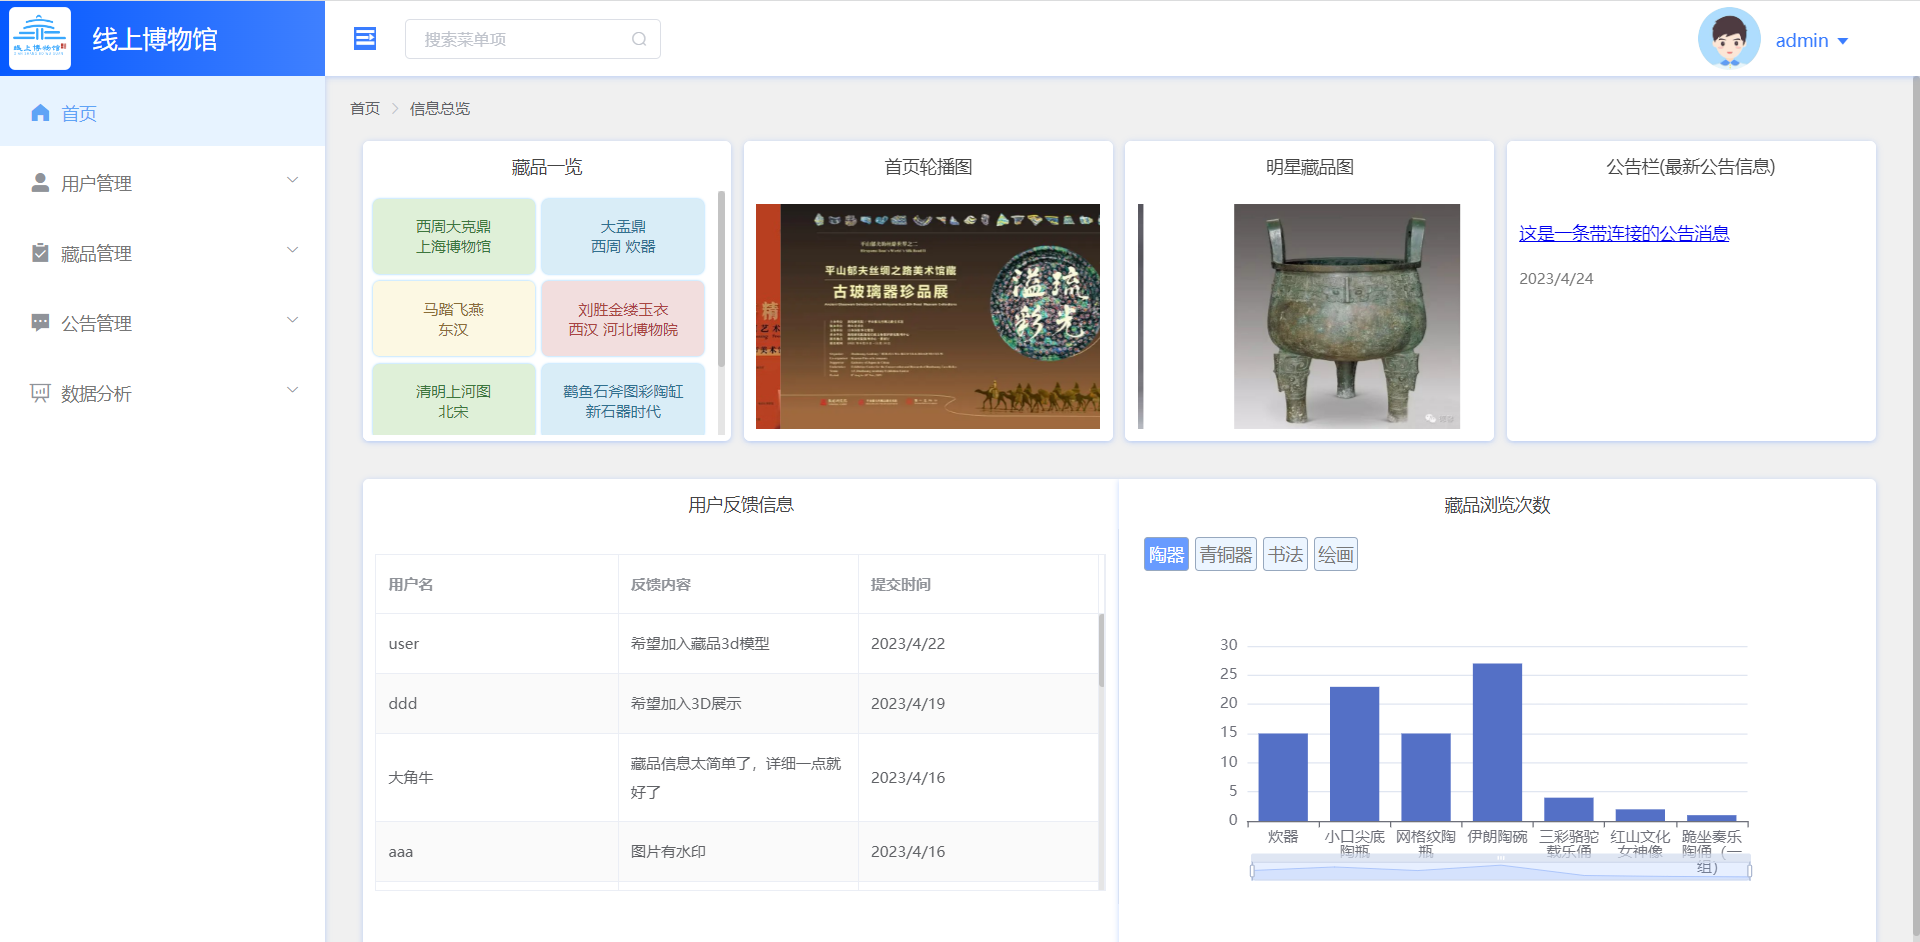 线上博物馆
线上博物馆
搜索菜单项
admin
首页
用户管理
藏品管理
公告管理
数据分析
首页
信息总览
藏品一览
西周大克鼎
上海博物馆
大盂鼎
西周 炊器
马踏飞燕
东汉
刘胜金缕玉衣
西汉 河北博物院
清明上河图
北宋
鹳鱼石斧图彩陶缸
新石器时代
首页轮播图
平山郁夫丝绸之路美术馆藏
古玻璃器珍品展
溢彩
流光
精
艺术
明星藏品图
公告栏(最新公告信息)
这是一条带连接的公告消息
2023/4/24
用户反馈信息
用户名 反馈内容 提交时间
user 希望加入藏品3d模型 2023/4/22
ddd 希望加入3D展示 2023/4/19
大角牛 藏品信息太简单了，详细一点就
好了 2023/4/16
aaa 图片有水印 2023/4/16
藏品浏览次数
陶器 青铜器 书法 绘画
30
25
20
15
10
5
0
炊器
小口尖底
陶瓶
网格纹陶
瓶
伊朗陶碗
三彩骆驼
载乐俑
红山文化
女神像
跪坐奏乐
陶俑（一
组）